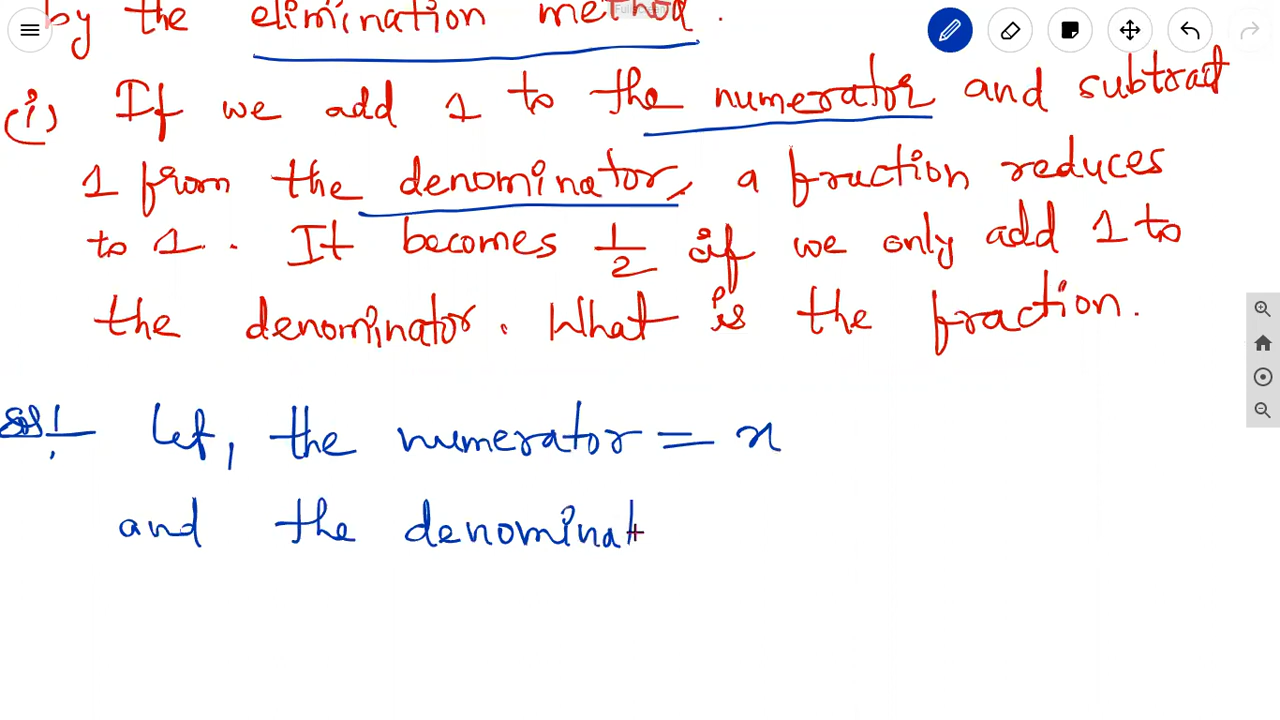 by the elimination method.
(i) If we add 1 to the numerator and subtract
1 from the denominator, a fraction reduces
to 1. It becomes 1/2 if we only add 1 to
the denominator. What is the fraction.
Sol! Let, the numerator = x
and the denominat